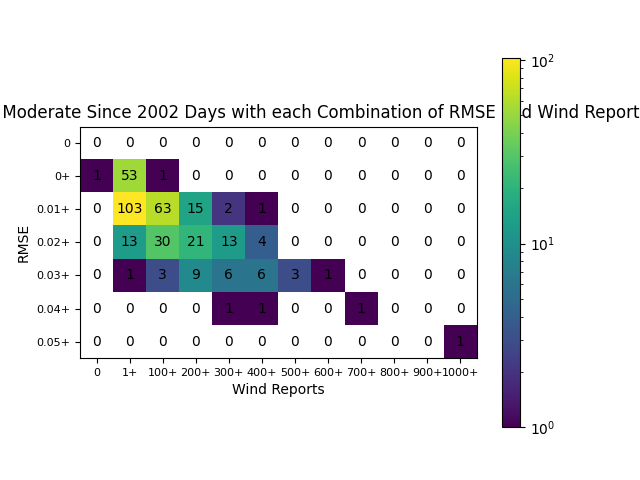 Moderate Since 2002 Days with each Combination of RMSE nd Wind Report
RMSE
0 0 0 0 0 0 0 0 0 0 0 0 0
0+ 1 53 1 0 0 0 0 0 0 0 0 0
0.01+ 0 103 63 15 2 1 0 0 0 0 0 0
0.02+ 0 13 30 21 13 4 0 0 0 0 0 0
0.03+ 0 1 3 9 6 6 3 1 0 0 0 0
0.04+ 0 0 0 0 1 1 0 0 1 0 0 0
0.05+ 0 0 0 0 0 0 0 0 0 0 0 1
0 1+ 100+ 200+ 300+ 400+ 500+ 600+ 700+ 800+ 900+ 1000+
Wind Reports
10²
10¹
10⁰